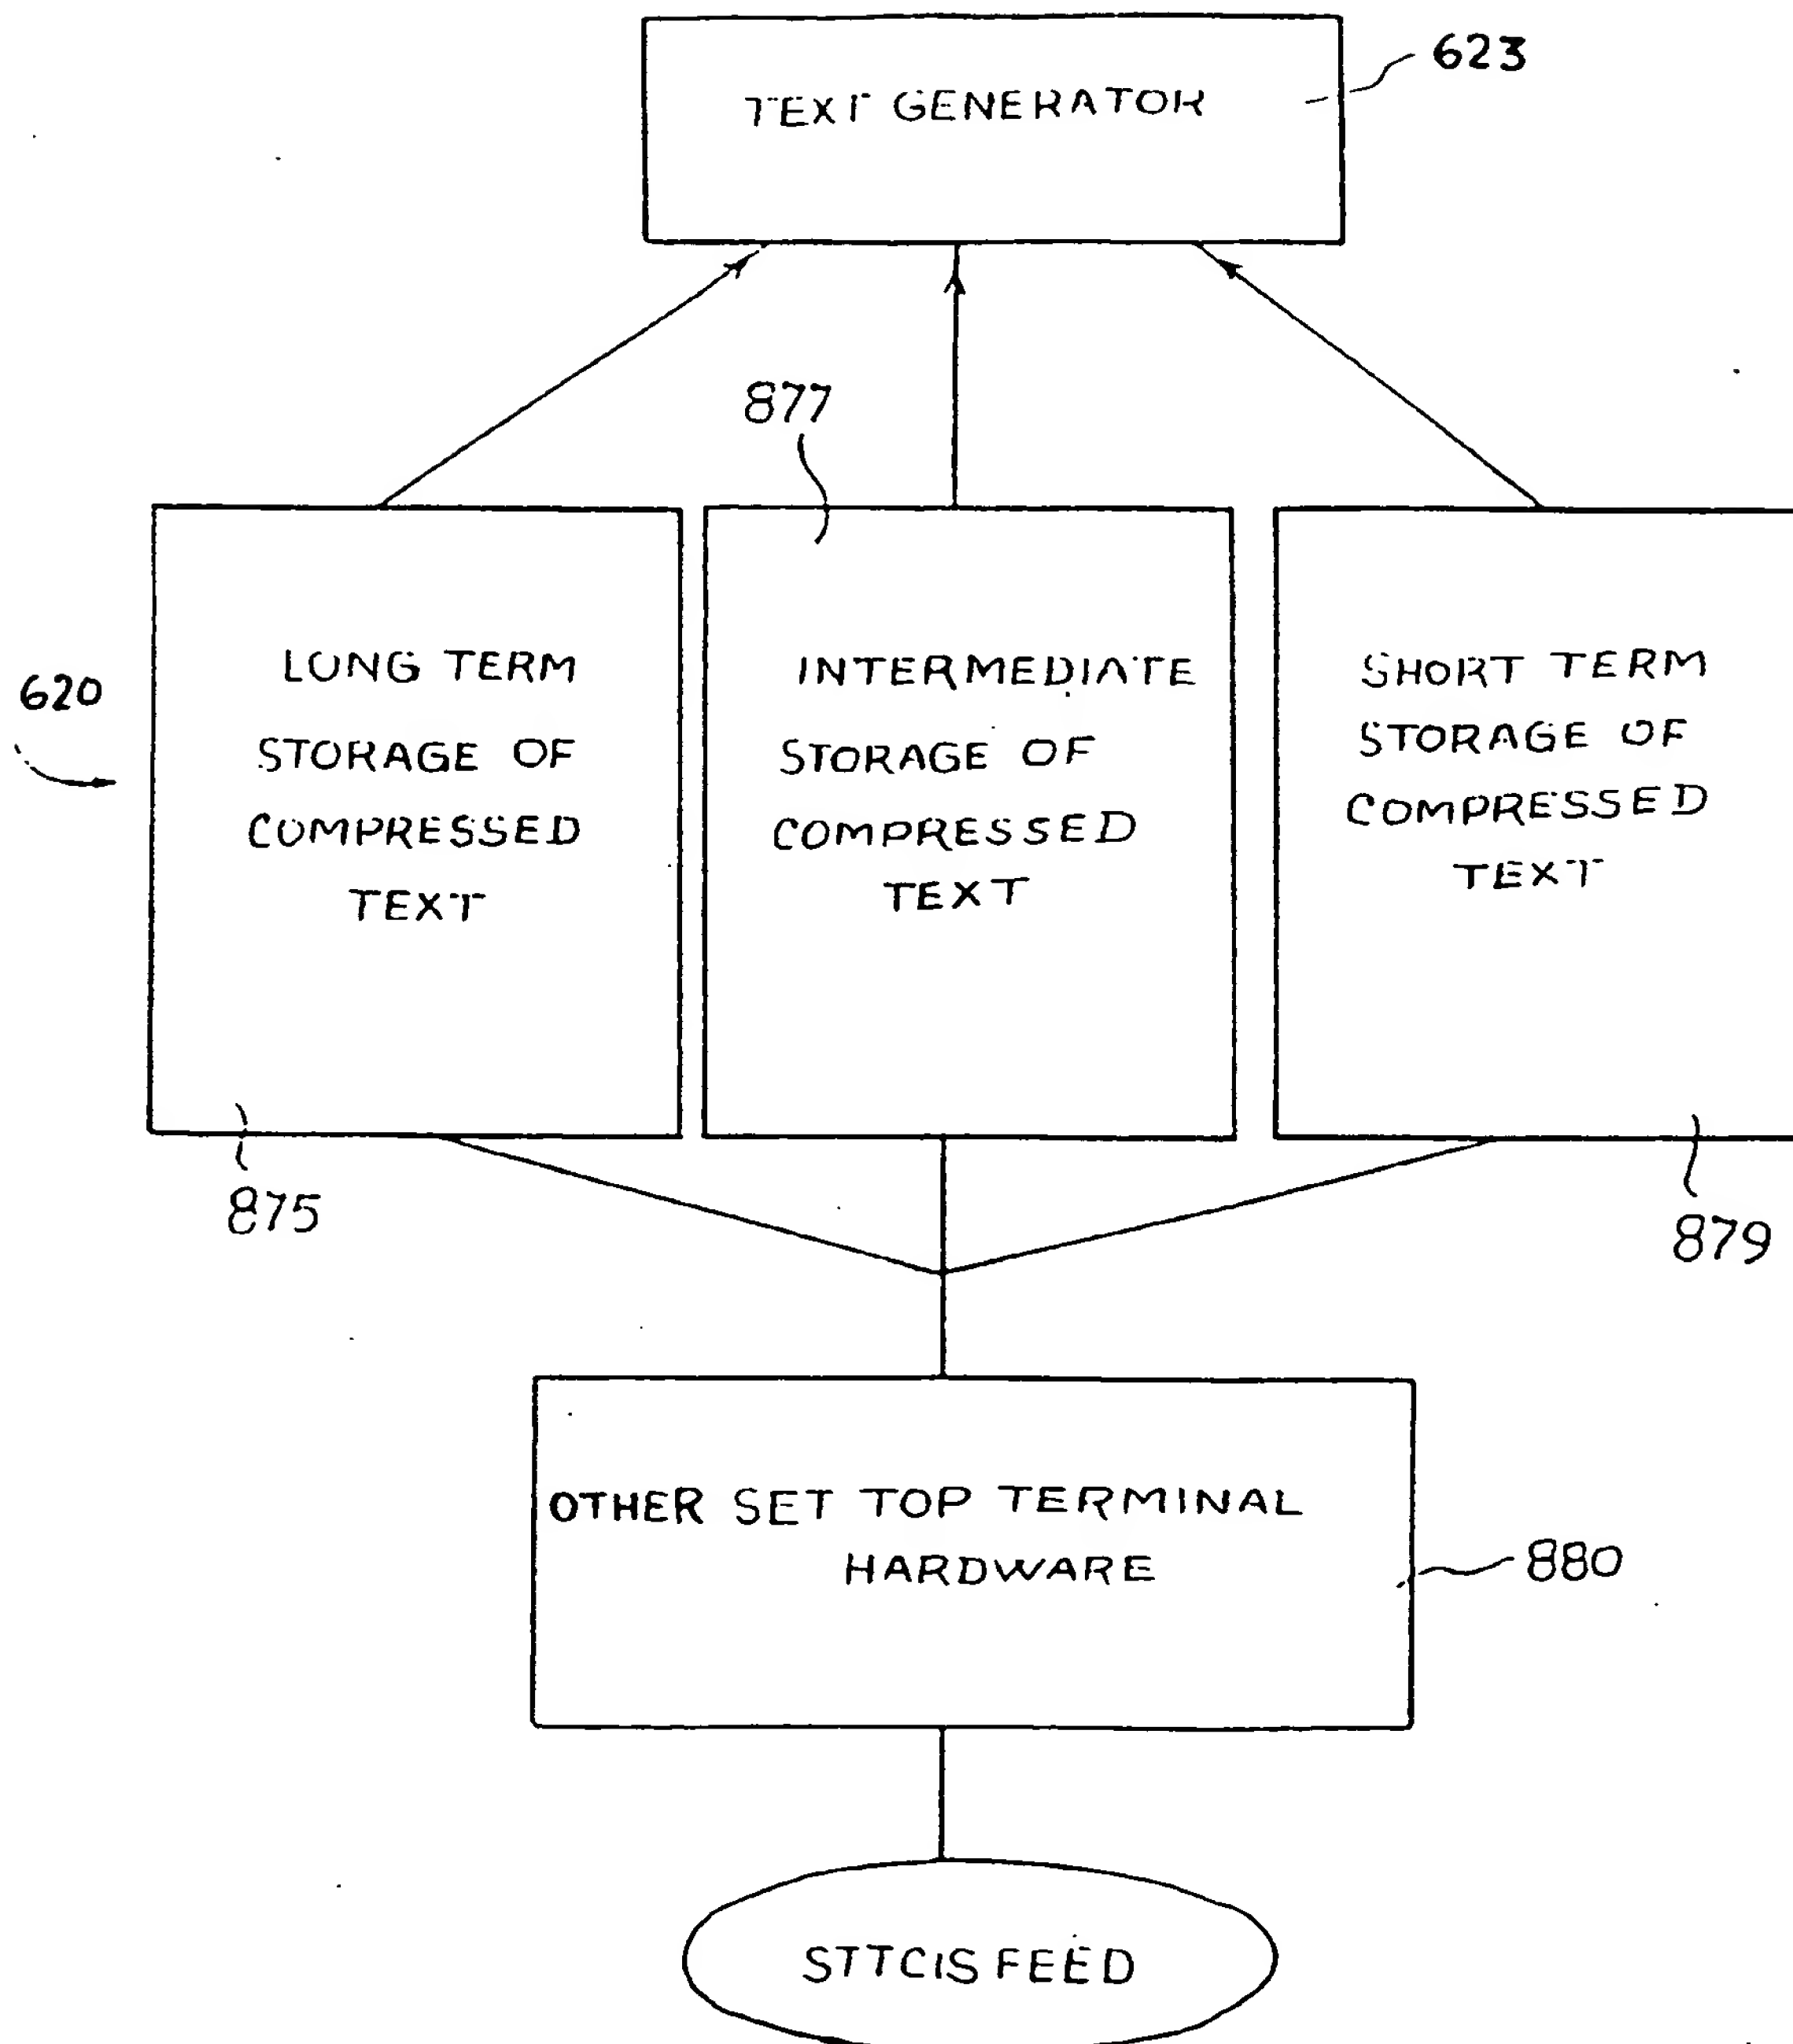 TEXT GENERATOR
623
877
620
LONG TERM
STORAGE OF
COMPRESSED
TEXT
INTERMEDIATE
STORAGE OF
COMPRESSED
TEXT
SHORT TERM
STORAGE OF
COMPRESSED
TEXT
875
879
OTHER SET TOP TERMINAL
HARDWARE
880
STTCIS FEED